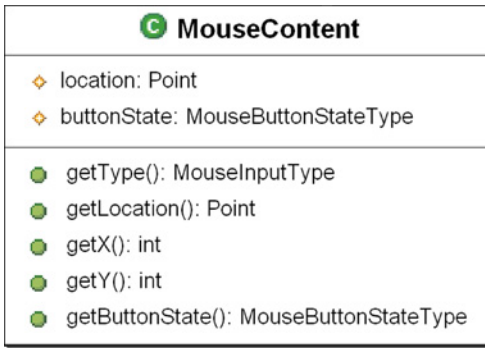 C MouseContent
location: Point
buttonState: MouseButtonStateType
getType(): MouseInputType
getLocation(): Point
getX(): int
getY(): int
getButtonState(): MouseButtonStateType